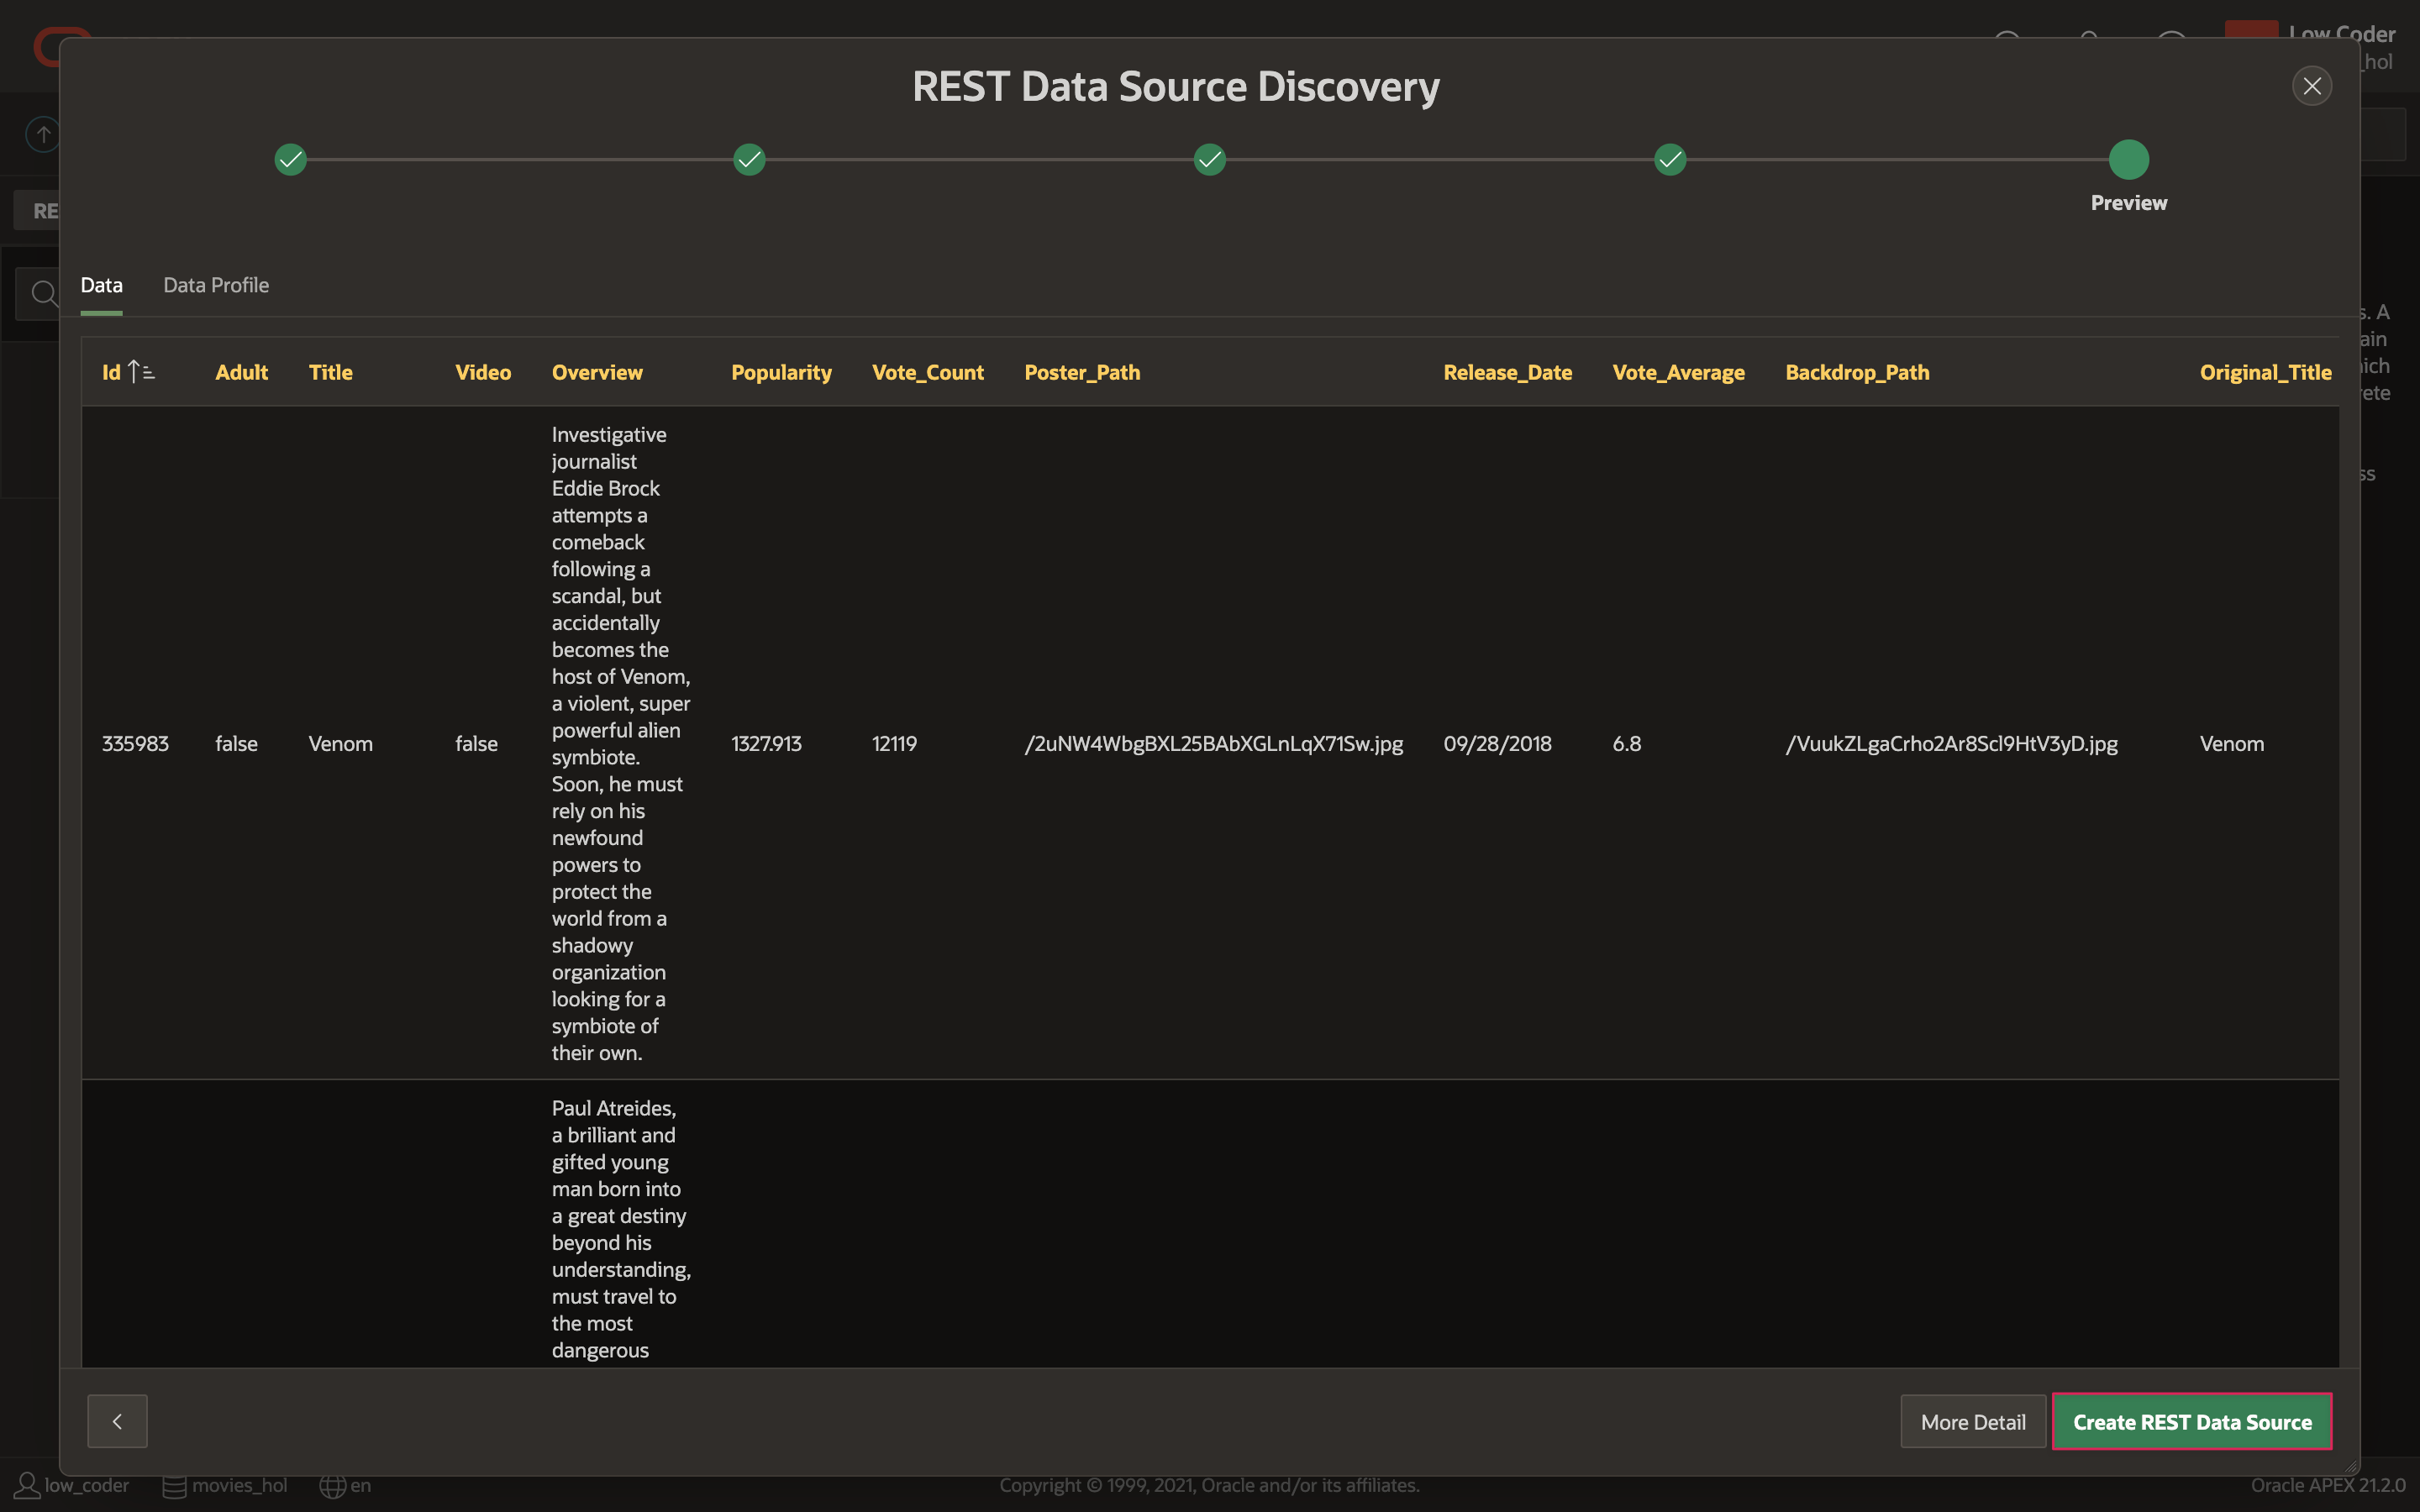 Low Coder
_hol
REST Data Source Discovery
Preview
RE
Data
Data Profile
s. A
ain
ich
ete
ss
Id
Adult
Title
Video
Overview
Popularity
Vote_Count
Poster_Path
Release_Date
Vote_Average
Backdrop_Path
Original_Title
335983
false
Venom
false
Investigative
journalist
Eddie Brock
attempts a
comeback
following a
scandal, but
accidentally
becomes the
host of Venom,
a violent, super
powerful alien
symbiote.
Soon, he must
rely on his
newfound
powers to
protect the
world from a
shadowy
organization
looking for a
symbiote of
their own.
1327.913
12119
/2uNW4WbgBXL25BAbXGLnLqX71Sw.jpg
09/28/2018
6.8
/VuukZLgaCrho2Ar8Scl9HtV3yD.jpg
Venom
Paul Atreides,
a brilliant and
gifted young
man born into
a great destiny
beyond his
understanding,
must travel to
the most
dangerous
More Detail
Create REST Data Source
low_coder
movies_hol
en
Copyright © 1999, 2021, Oracle and/or its affiliates.
Oracle APEX 21.2.0